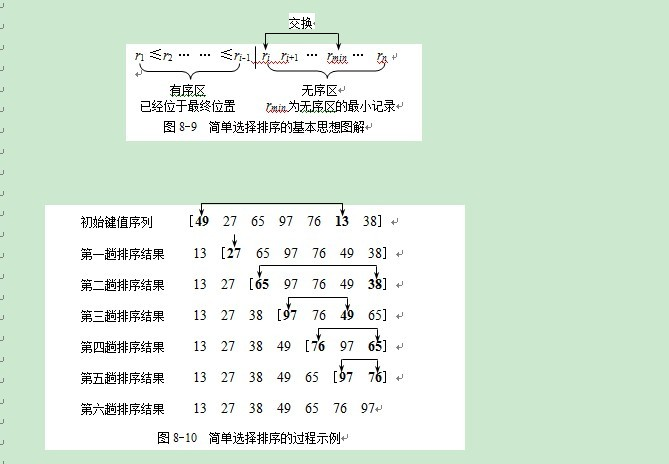 交换
r1 ≤r2 … … ≤ri-1 ri ri+1 … rmin … rn
有序区 无序区
已经位于最终位置 rmin为无序区的最小记录
图 8-9 简单选择排序的基本思想图解
初始键值序列 [49 27 65 97 76 13 38]
第一趟排序结果 13 [27 65 97 76 49 38]
第二趟排序结果 13 27 [65 97 76 49 38]
第三趟排序结果 13 27 38 [97 76 49 65]
第四趟排序结果 13 27 38 49 [76 97 65]
第五趟排序结果 13 27 38 49 65 [97 76]
第六趟排序结果 13 27 38 49 65 76 97
图 8-10 简单选择排序的过程示例